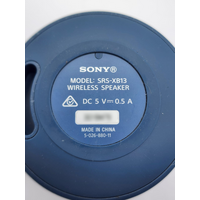 SONY®
MODEL: SRS-XB13
WIRELESS SPEAKER
DC 5 V⎓0.5 A
MADE IN CHINA
5-026-880-11